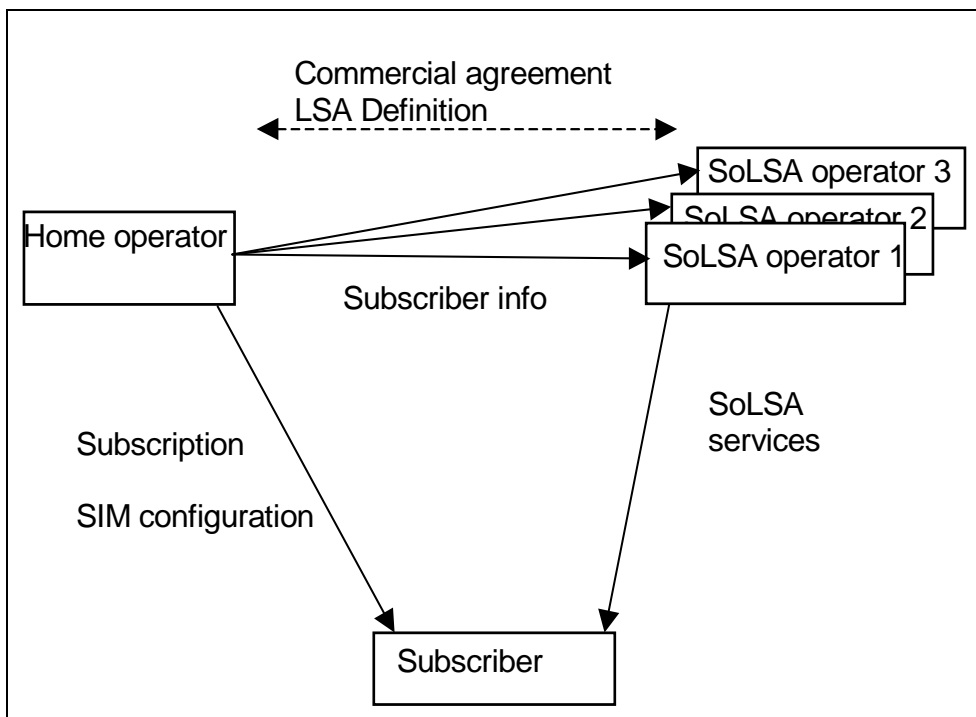 Commercial agreement
LSA Definition
SoLSA operator 3
SoLSA operator 2
SoLSA operator 1
Home operator
Subscriber info
SoLSA
services
Subscription
SIM configuration
Subscriber